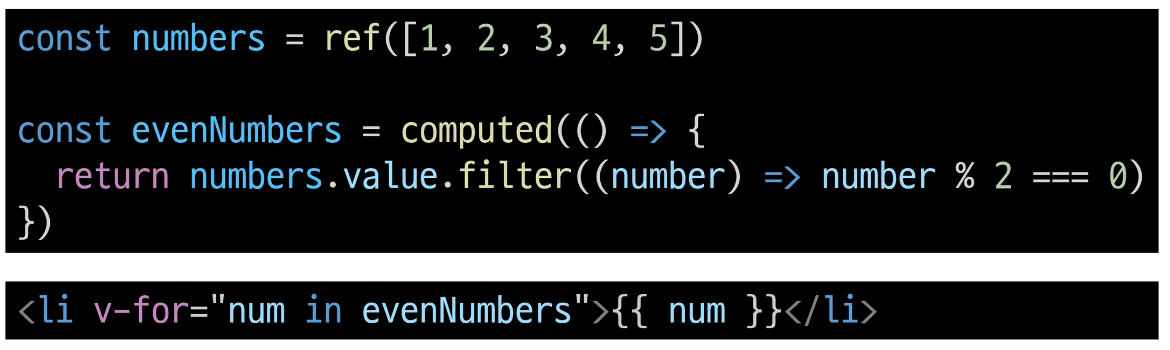 const numbers = ref([1, 2, 3, 4, 5])
const evenNumbers = computed(() => {
  return numbers.value.filter((number) => number % 2 === 0)
})
<li v-for="num in evenNumbers">{{ num }}</li>